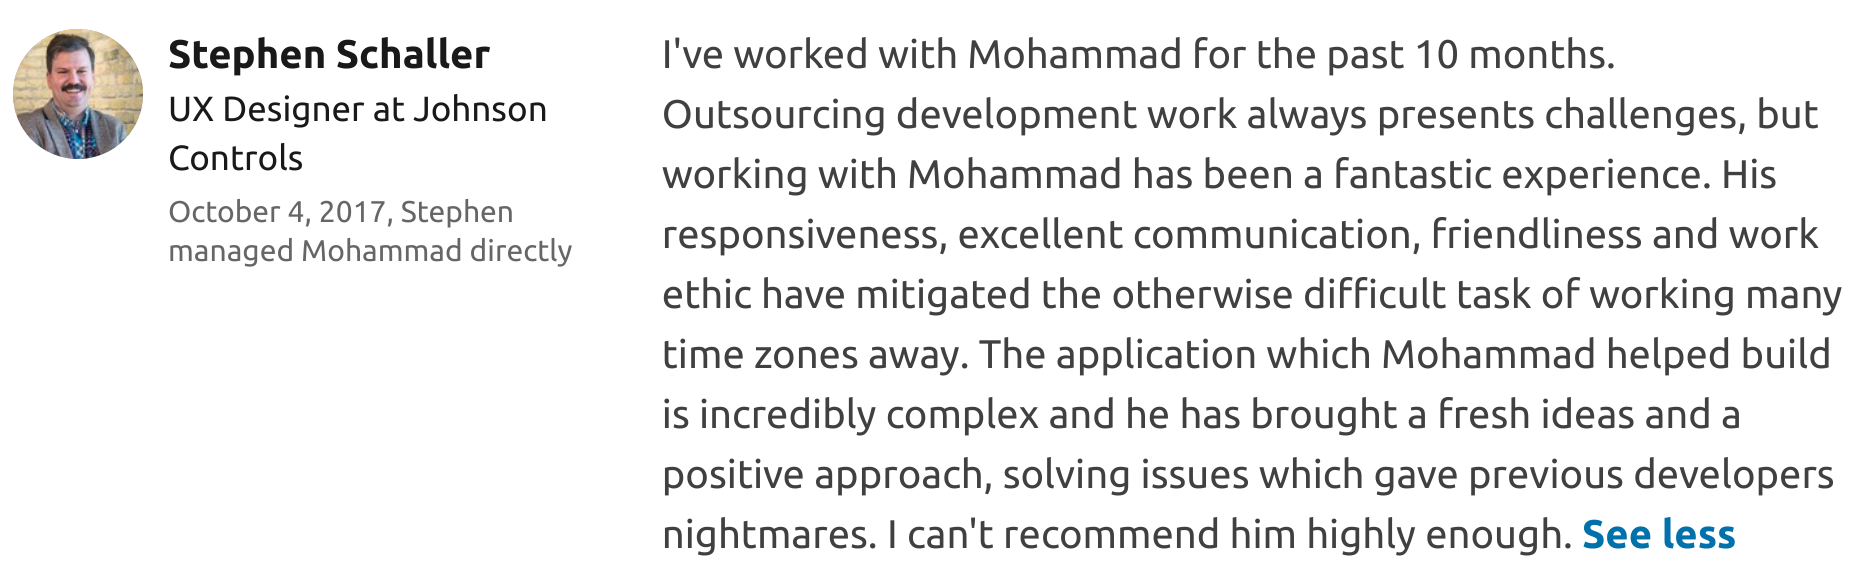 Stephen Schaller
UX Designer at Johnson
Controls
October 4, 2017, Stephen
managed Mohammad directly
I've worked with Mohammad for the past 10 months.
Outsourcing development work always presents challenges, but
working with Mohammad has been a fantastic experience. His
responsiveness, excellent communication, friendliness and work
ethic have mitigated the otherwise difficult task of working many
time zones away. The application which Mohammad helped build
is incredibly complex and he has brought a fresh ideas and a
positive approach, solving issues which gave previous developers
nightmares. I can't recommend him highly enough. See less